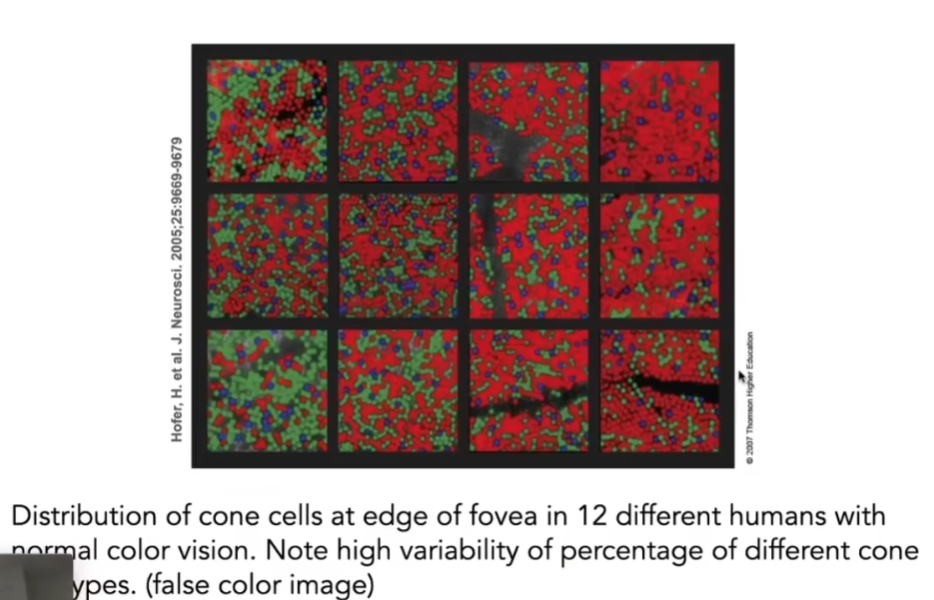 Hofer, H. et al. J. Neurosci. 2005;25:9669-9679
© 2007 Thomson Higher Education
Distribution of cone cells at edge of fovea in 12 different humans with
normal color vision. Note high variability of percentage of different cone
ypes. (false color image)